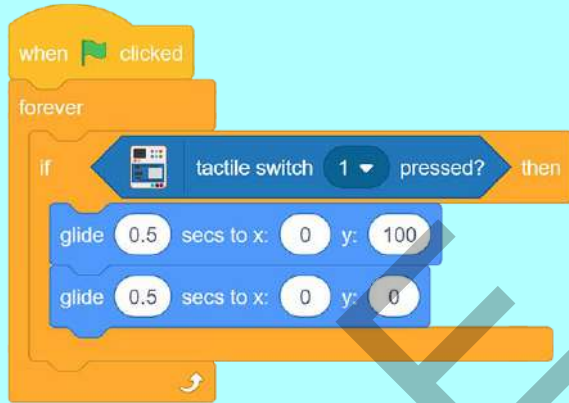 when clicked
forever
if tactile switch 1 pressed? then
glide 0.5 secs to x: 0 y: 100
glide 0.5 secs to x: 0 y: 0